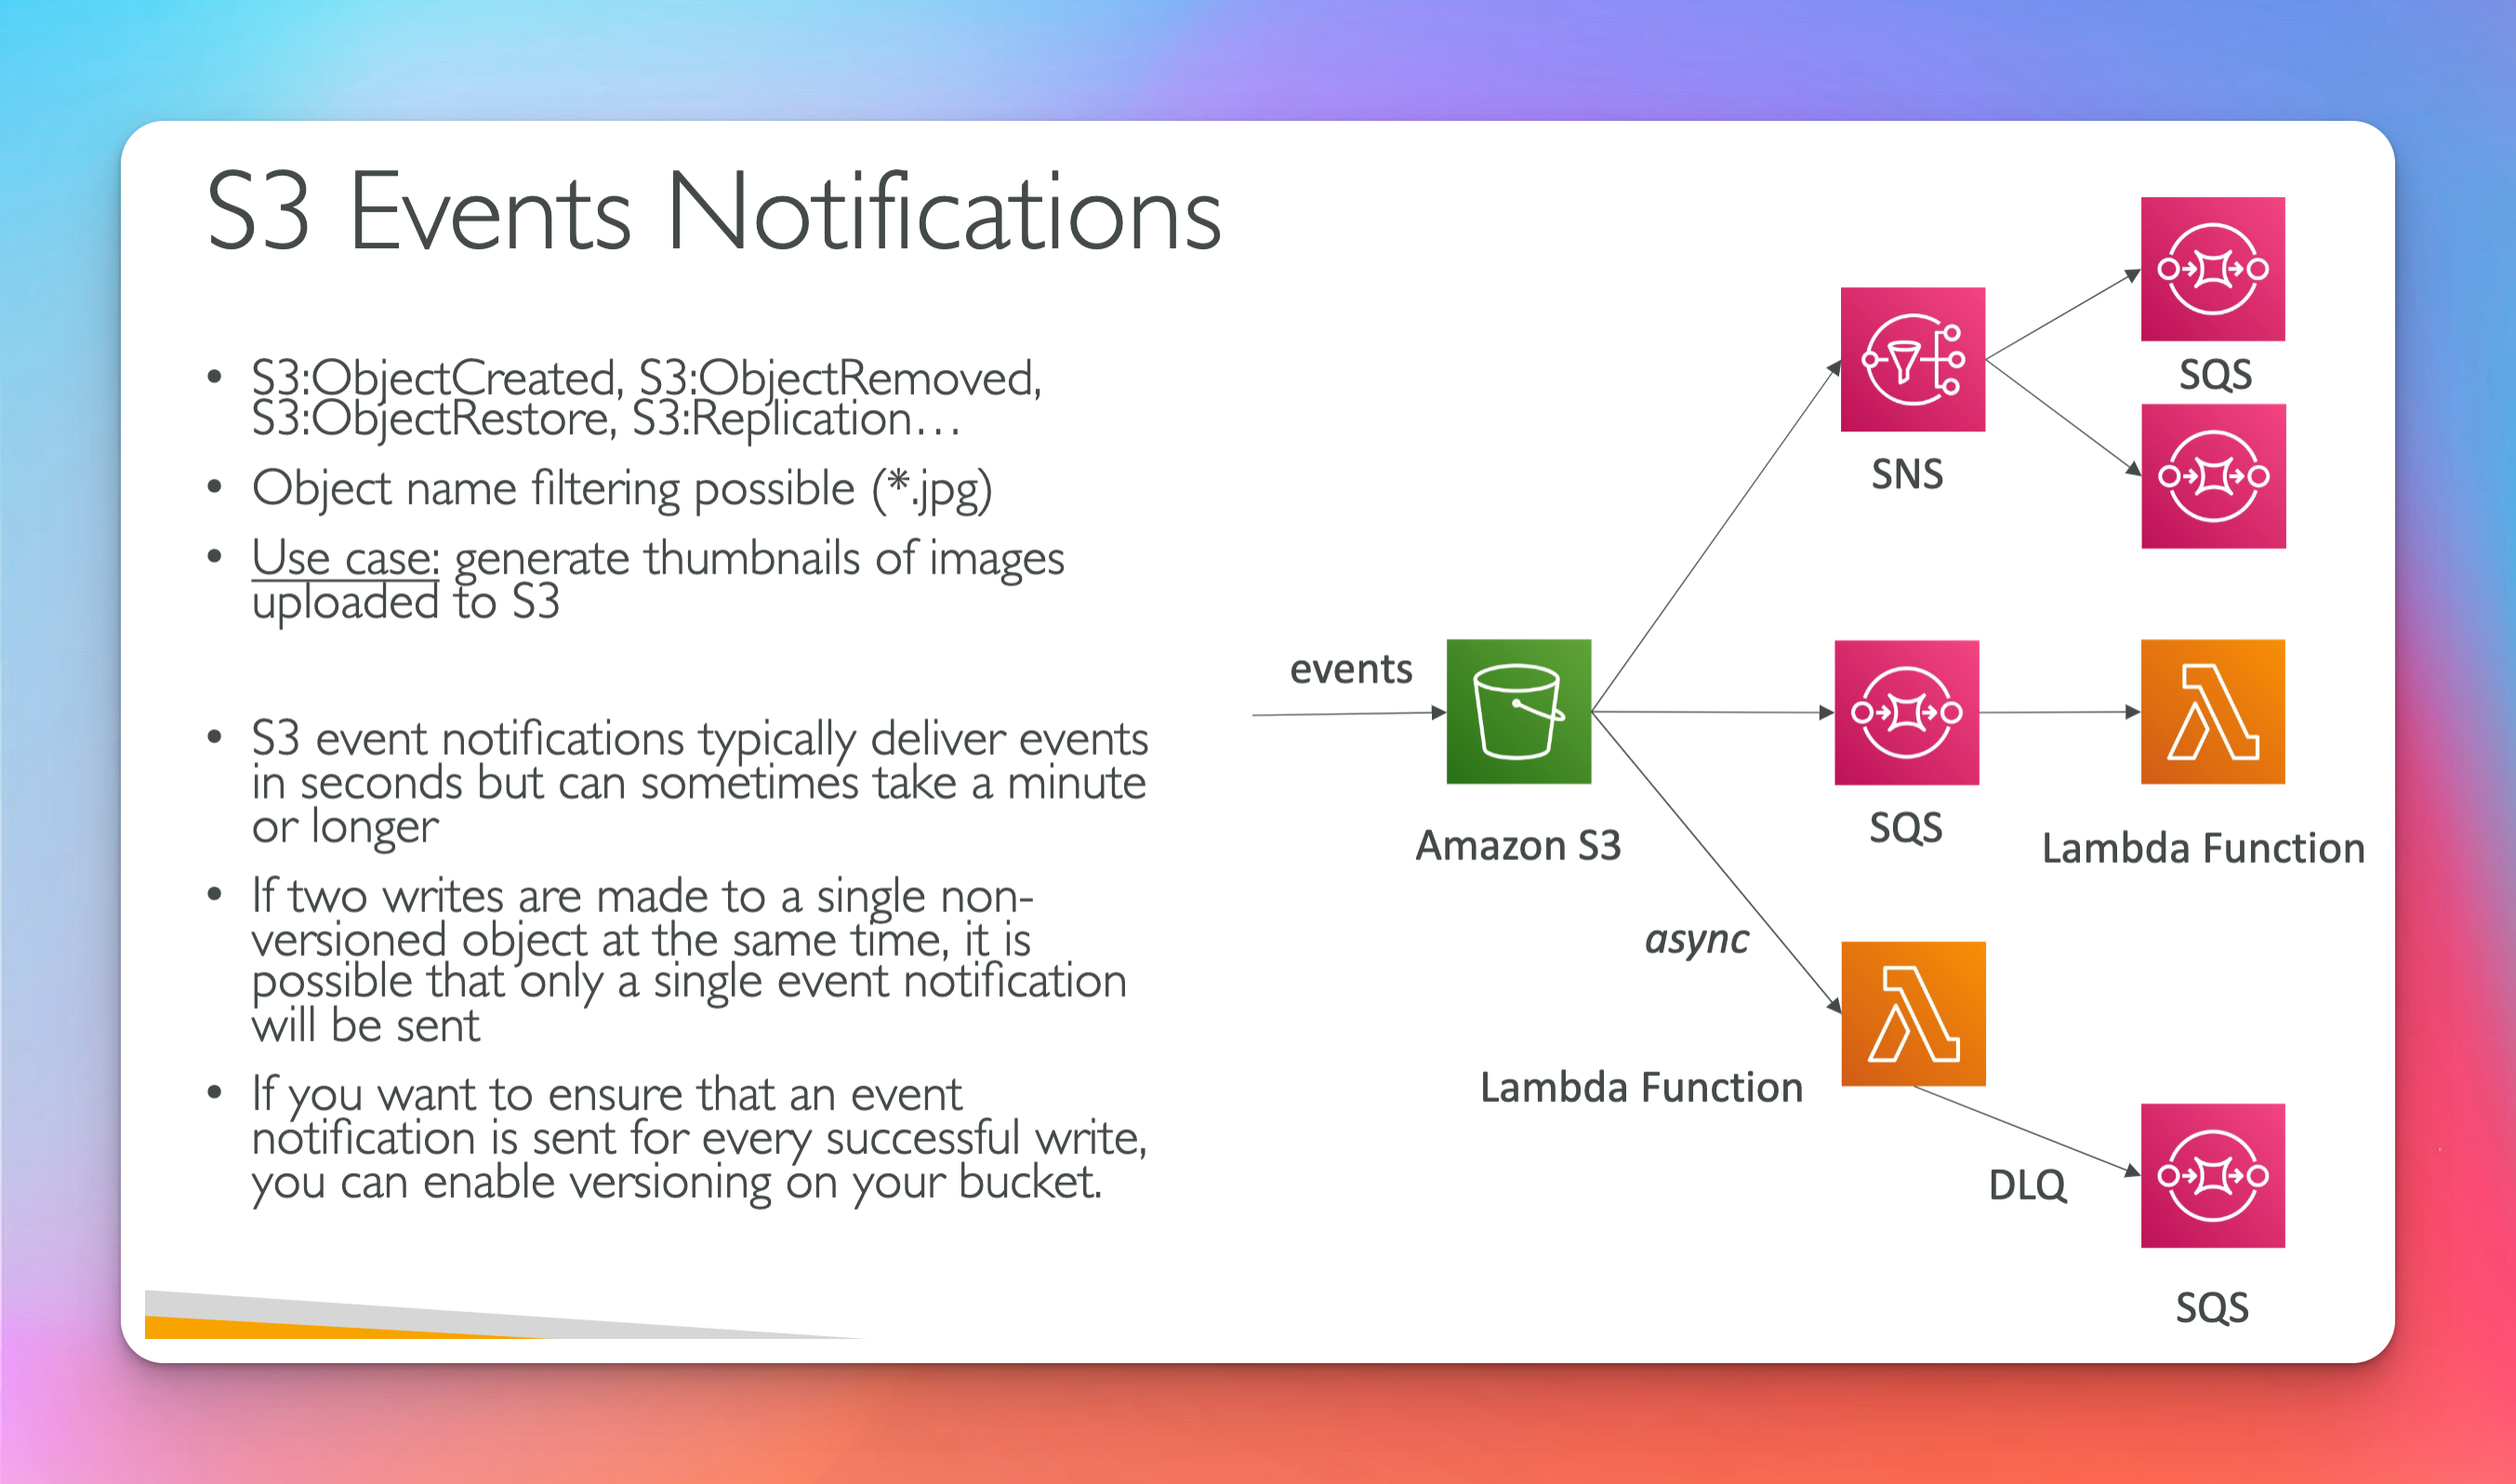 S3 Events Notifications
• S3:ObjectCreated, S3:ObjectRemoved,
S3:ObjectRestore, S3:Replication…
• Object name filtering possible (*.jpg)
• Use case: generate thumbnails of images
uploaded to S3
• S3 event notifications typically deliver events
in seconds but can sometimes take a minute
or longer
• If two writes are made to a single non-
versioned object at the same time, it is
possible that only a single event notification
will be sent
• If you want to ensure that an event
notification is sent for every successful write,
you can enable versioning on your bucket.
events
Amazon S3
SNS
SQS
SQS
Lambda Function
async
Lambda Function
DLQ
SQS